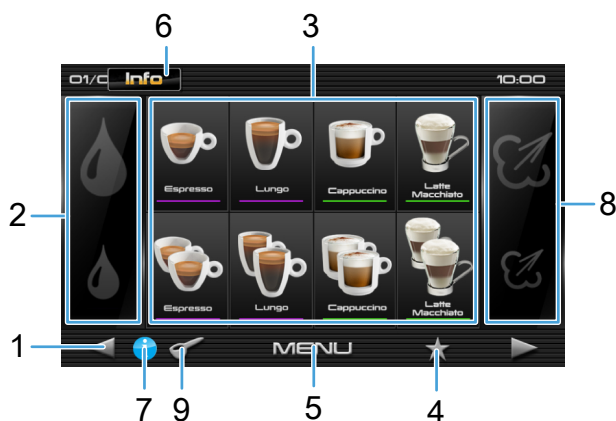 6 3
01/0 Info 10:00
Espresso Lungo Cappuccino Latte Macchiato
2 8
Espresso Lungo Cappuccino Latte Macchiato
1 MENU
7 9 5 4